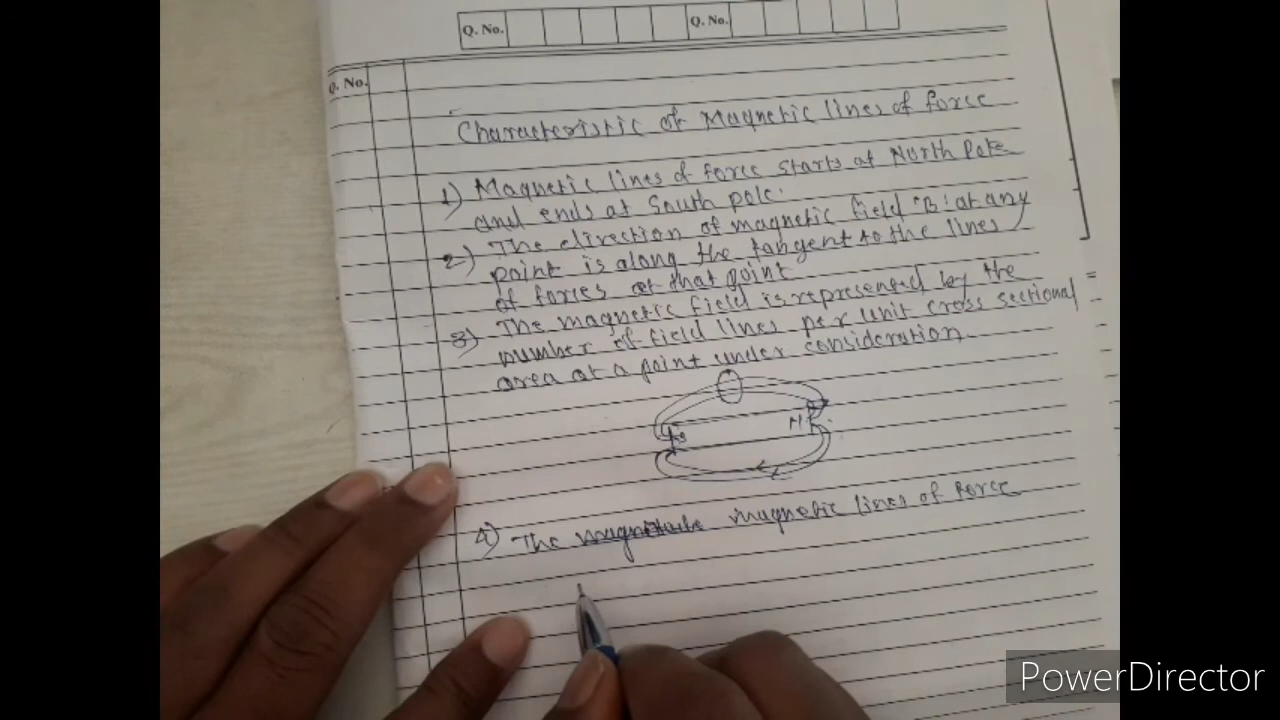 Q. No. Q. No.
Q. No.
Characteristic of Magnetic lines of force
1) Magnetic lines of force starts at North Pole
and ends at South pole.
2) The direction of magnetic field 'B' at any
point is along the tangent to the lines
of forces at that point
3) The magnetic field is represented by the
number of field lines per unit cross sectional
area at a point under consideration.
S N
4) The magnitude magnetic lines of force
PowerDirector